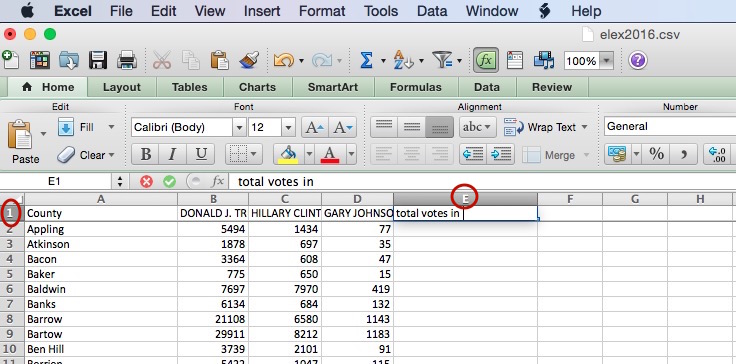 Excel File Edit View Insert Format Tools Data Window Help
elex2016.csv
100%
Home Layout Tables Charts SmartArt Formulas Data Review
Edit Font Alignment Number
Fill Calibri (Body) 12 A A abc Wrap Text General
Paste Clear B I U A Merge % , .0 .00
E1 fx total votes in
A B C D E F G H
1 County DONALD J. TR HILLARY CLINT GARY JOHNSO total votes in
2 Appling 5494 1434 77
3 Atkinson 1878 697 35
4 Bacon 3364 608 47
5 Baker 775 650 15
6 Baldwin 7697 7970 419
7 Banks 6134 684 132
8 Barrow 21108 6580 1143
9 Bartow 29911 8212 1183
10 Ben Hill 3739 2101 91